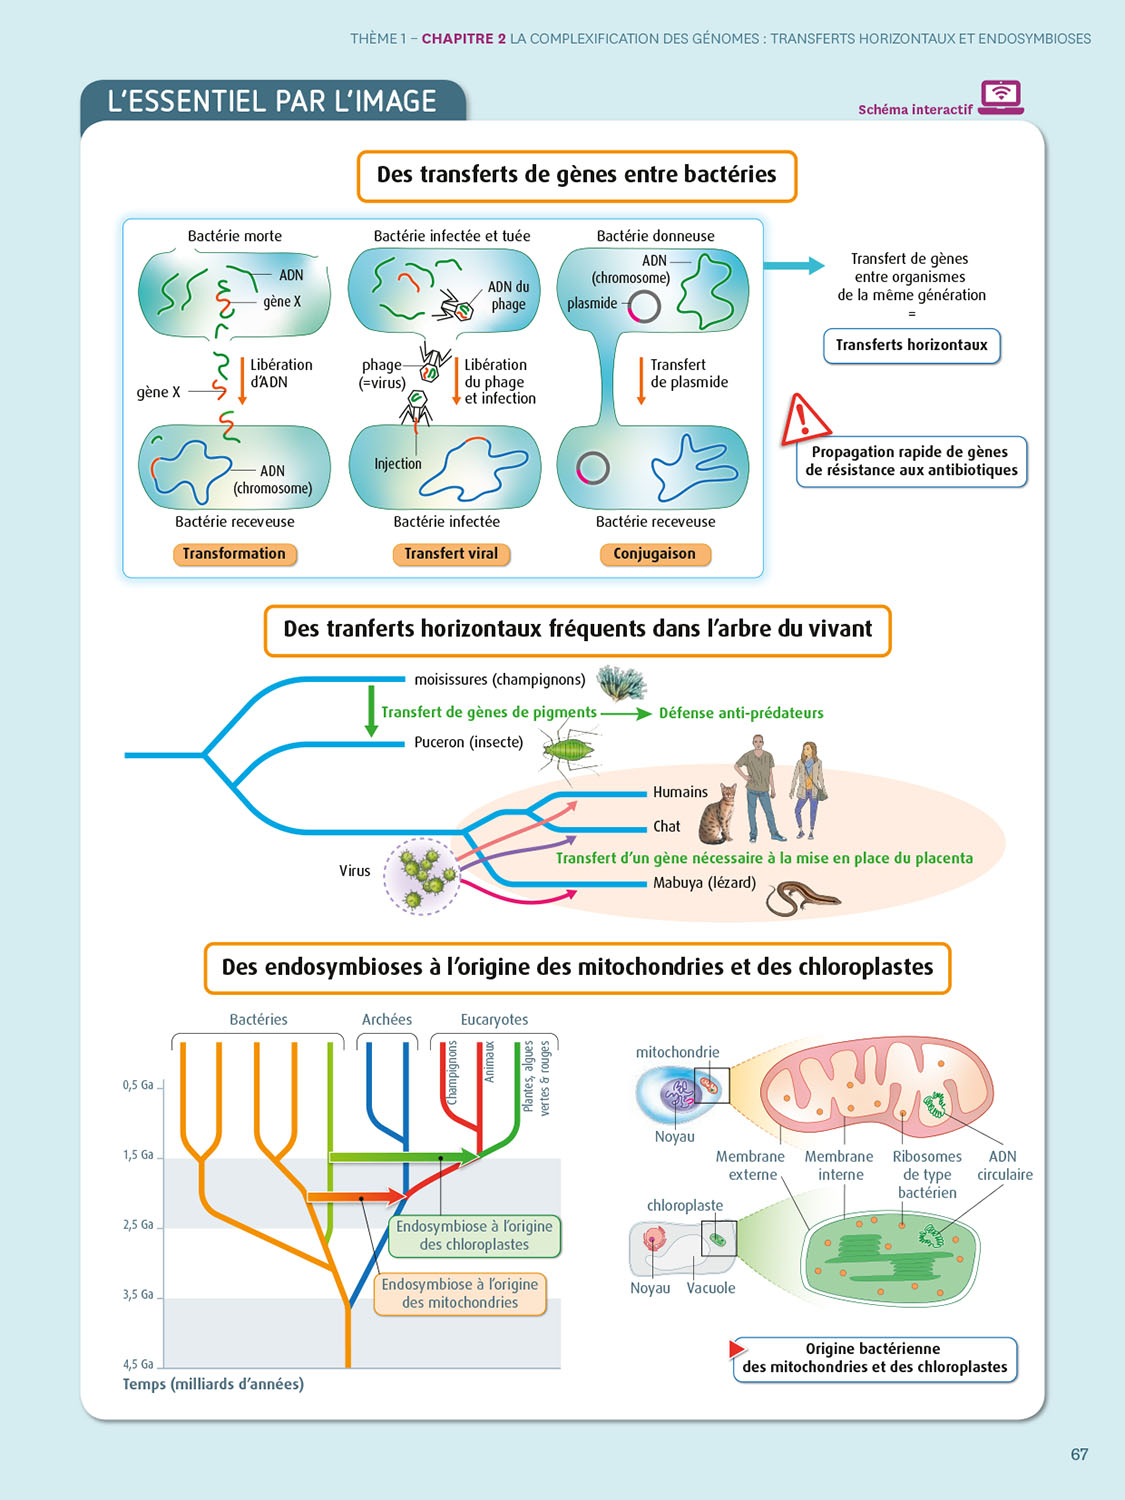 THÈME 1 – CHAPITRE 2 LA COMPLEXIFICATION DES GÉNOMES : TRANSFERTS HORIZONTAUX ET ENDOSYMBIOSES
L'ESSENTIEL PAR L'IMAGE
Schéma interactif
Des transferts de gènes entre bactéries
Bactérie morte
ADN
gène X
Libération
d'ADN
gène X
ADN
(chromosome)
Bactérie receveuse
Transformation
Bactérie infectée et tuée
ADN du
phage
phage
(=virus)
Libération
du phage
et infection
Injection
Bactérie infectée
Transfert viral
Bactérie donneuse
ADN
(chromosome)
plasmide
Transfert
de plasmide
Bactérie receveuse
Conjugaison
Transfert de gènes
entre organismes
de la même génération
=
Transferts horizontaux
!
Propagation rapide de gènes
de résistance aux antibiotiques
Des tranferts horizontaux fréquents dans l'arbre du vivant
moisissures (champignons)
Transfert de gènes de pigments
Défense anti-prédateurs
Puceron (insecte)
Humains
Chat
Transfert d'un gène nécessaire à la mise en place du placenta
Virus
Mabuya (lézard)
Des endosymbioses à l'origine des mitochondries et des chloroplastes
Bactéries
Archées
Eucaryotes
Champignons
Animaux
Plantes, algues
vertes & rouges
0,5 Ga
1,5 Ga
2,5 Ga
3,5 Ga
4,5 Ga
Endosymbiose à l'origine
des chloroplastes
Endosymbiose à l'origine
des mitochondries
Temps (milliards d'années)
mitochondrie
Noyau
Membrane
externe
Membrane
interne
Ribosomes
de type
bactérien
ADN
circulaire
chloroplaste
Noyau
Vacuole
Origine bactérienne
des mitochondries et des chloroplastes
67